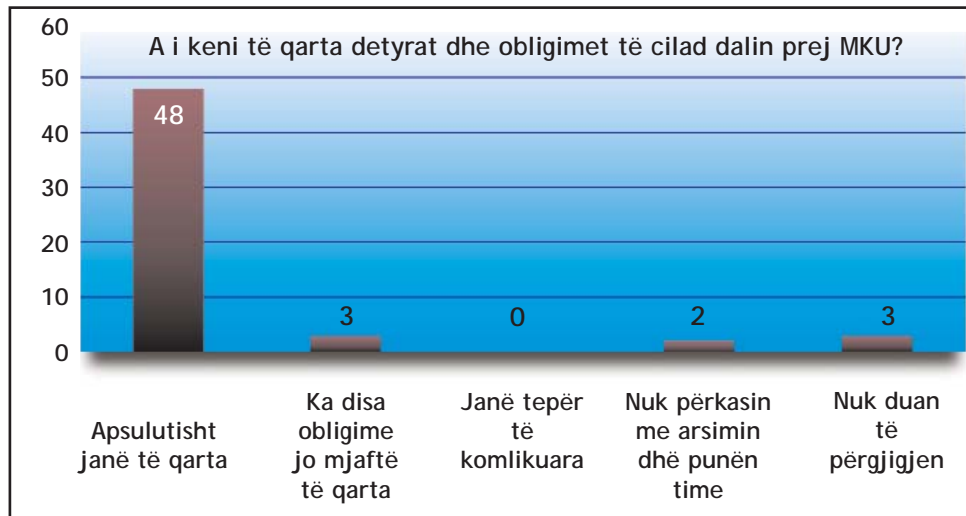 A i keni të qarta detyrat dhe obligimet të cilad dalin prej MKU?
60
50
40
30
20
10
0
48
3
0
2
3
Apsulutisht
janë të qarta
Ka disa
obligime
jo mjaftë
të qarta
Janë tepër
të
komlikuara
Nuk përkasin
me arsimin
dhë punën
time
Nuk duan
të
përgjigjen